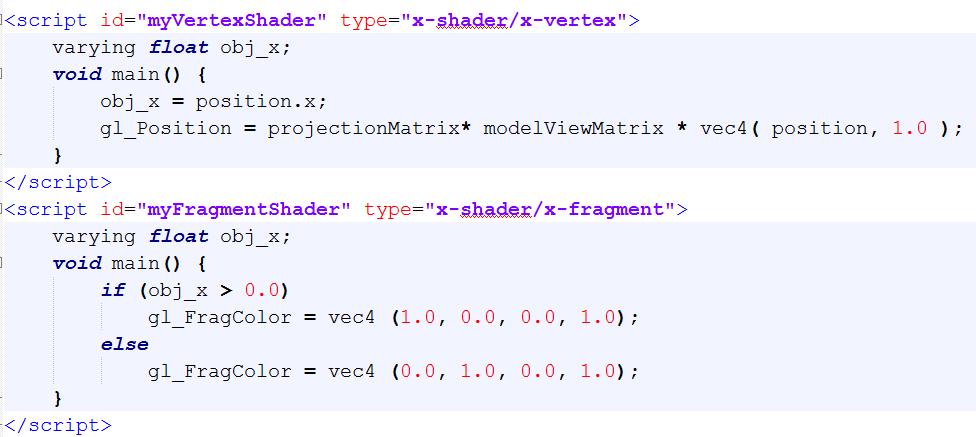 <script id="myVertexShader" type="x-shader/x-vertex">
    varying float obj_x;
    void main() {
        obj_x = position.x;
        gl_Position = projectionMatrix* modelViewMatrix * vec4( position, 1.0 );
    }
</script>
<script id="myFragmentShader" type="x-shader/x-fragment">
    varying float obj_x;
    void main() {
        if (obj_x > 0.0)
            gl_FragColor = vec4 (1.0, 0.0, 0.0, 1.0);
        else
            gl_FragColor = vec4 (0.0, 1.0, 0.0, 1.0);
    }
</script>